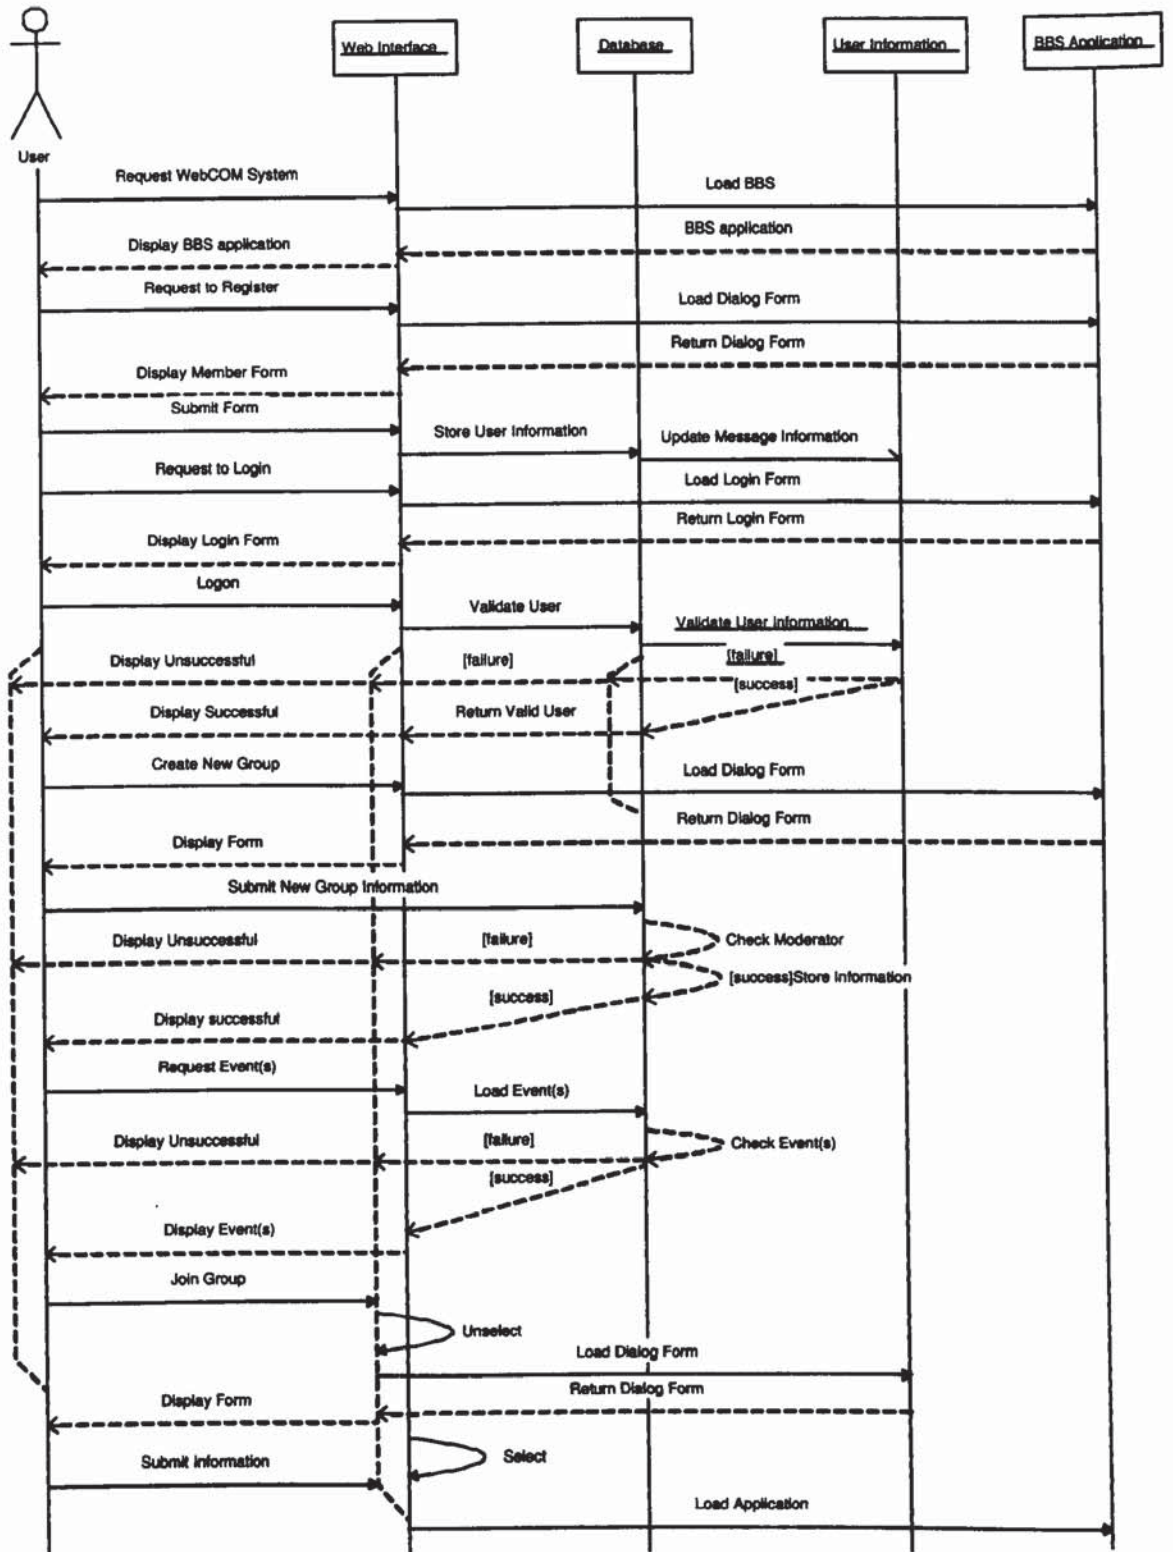 Web Interface
Database
User Information
BBS Application
User
Request WebCOM System
Load BBS
BBS application
Display BBS application
Request to Register
Load Dialog Form
Return Dialog Form
Display Member Form
Submit Form
Store User Information
Update Message Information
Request to Login
Load Login Form
Return Login Form
Display Login Form
Logon
Validate User
Validate User Information
Display Unsuccessful
[failure]
[failure]
[success]
Display Successful
Return Valid User
Create New Group
Load Dialog Form
Return Dialog Form
Display Form
Submit New Group Information
Display Unsuccessful
[failure]
Check Moderator
[success]Store Information
[success]
Display successful
Request Event(s)
Load Event(s)
Display Unsuccessful
[failure]
Check Event(s)
[success]
Display Event(s)
Join Group
Unselect
Load Dialog Form
Return Dialog Form
Display Form
Select
Submit Information
Load Application